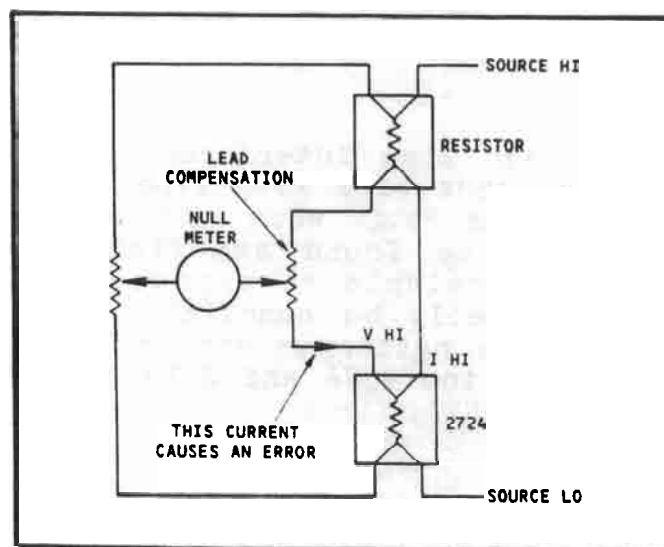 SOURCE HI
RESISTOR
LEAD
COMPENSATION
NULL
METER
V HI
I HI
2724
THIS CURRENT
CAUSES AN ERROR
SOURCE LO